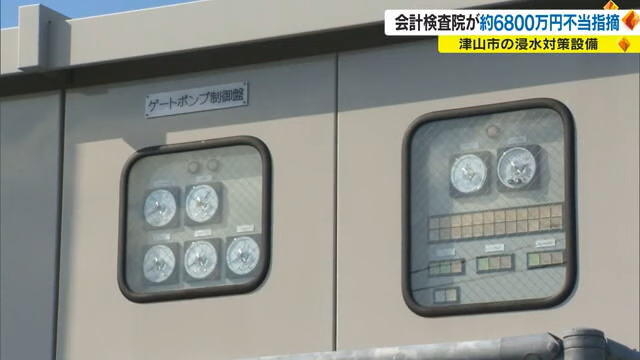 会計検査院が約6800万円不当指摘
津山市の浸水対策設備
ゲートポンプ制御盤